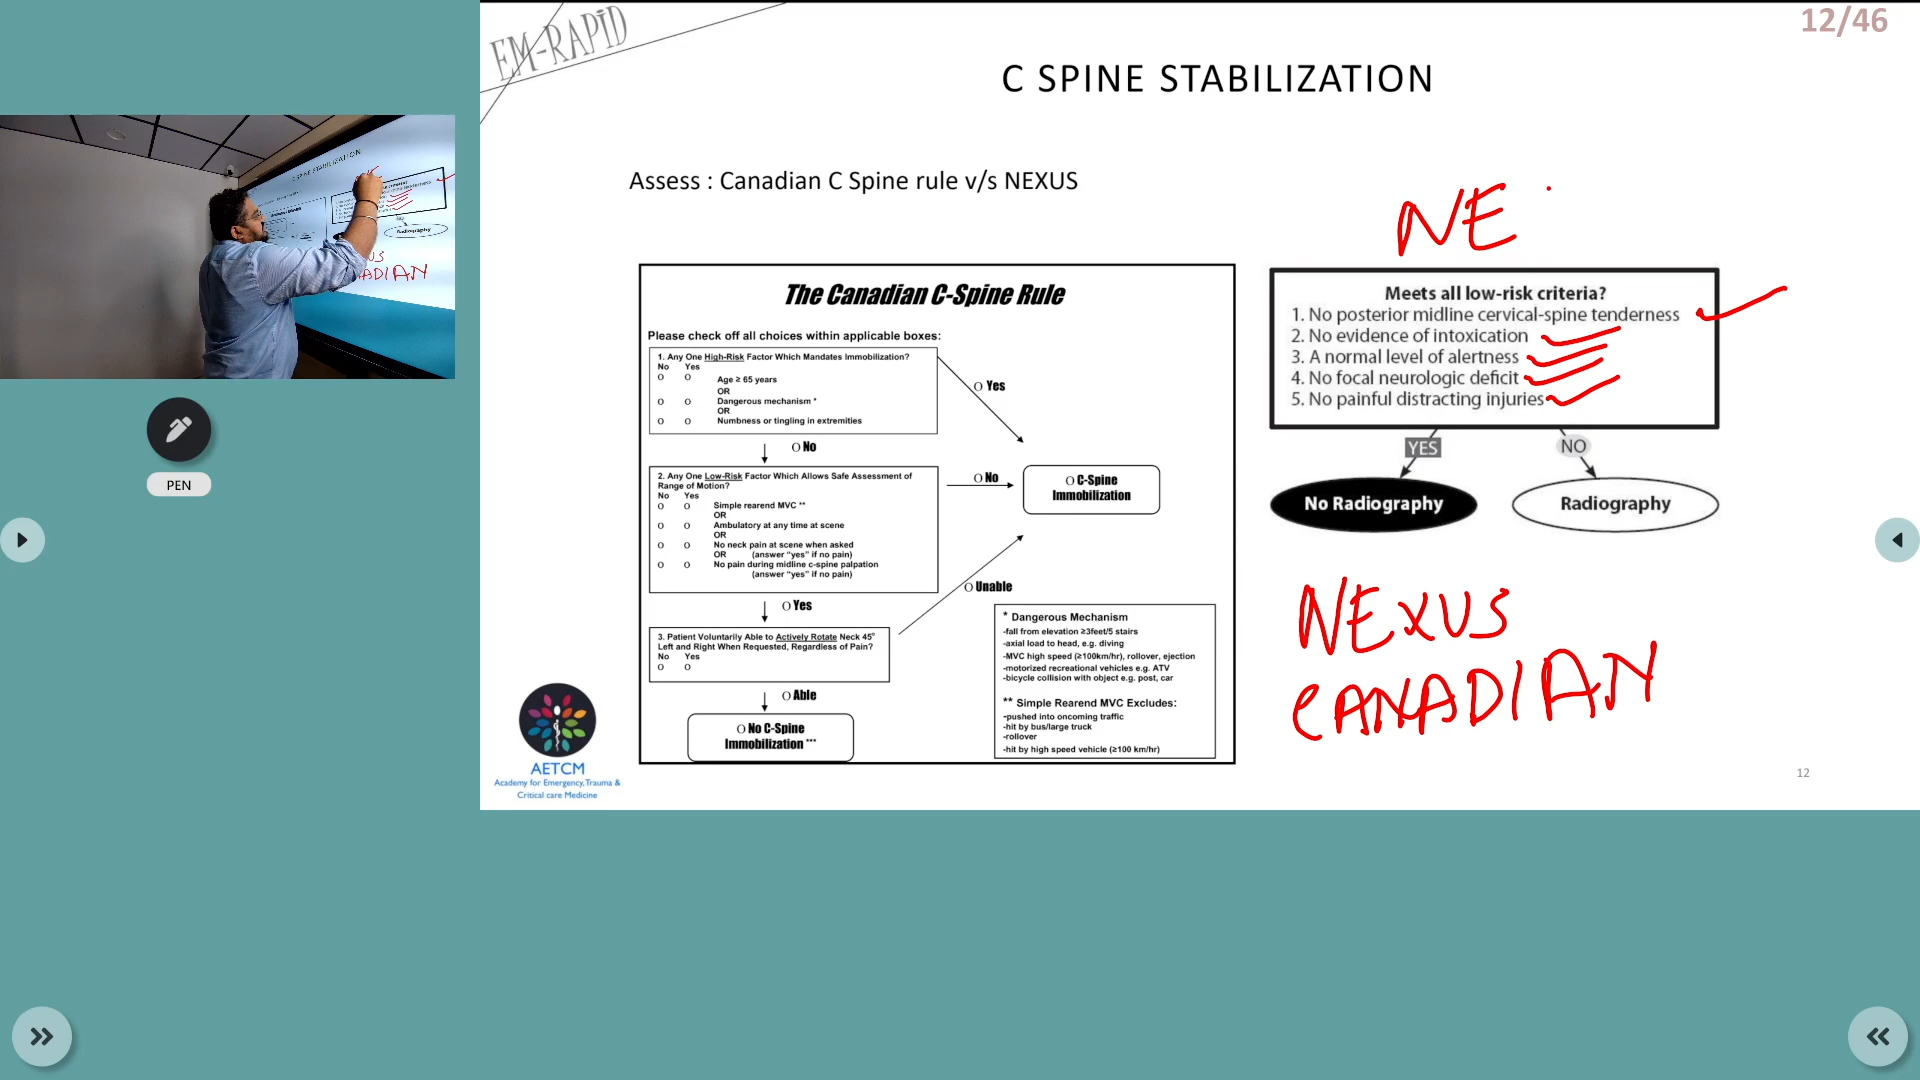 12/46
EM-RAPiD
C SPINE STABILIZATION
Assess : Canadian C Spine rule v/s NEXUS
NE
The Canadian C-Spine Rule
Please check off all choices within applicable boxes:
1. Any One High-Risk Factor Which Mandates Immobilization?
No Yes
O O Age ≥ 65 years
OR
O O Dangerous mechanism *
OR
O O Numbness or tingling in extremities
O Yes
O No
2. Any One Low-Risk Factor Which Allows Safe Assessment of
Range of Motion?
No Yes
O O Simple rearend MVC **
OR
O O Ambulatory at any time at scene
OR
O O No neck pain at scene when asked
OR (answer “yes” if no pain)
O O No pain during midline c-spine palpation
(answer “yes” if no pain)
O No
O C-Spine
Immobilization
O Yes
O Unable
3. Patient Voluntarily Able to Actively Rotate Neck 45°
Left and Right When Requested, Regardless of Pain?
No Yes
O O
O Able
O No C-Spine
Immobilization ***
* Dangerous Mechanism
-fall from elevation ≥3feet/5 stairs
-axial load to head, e.g. diving
-MVC high speed (≥100km/hr), rollover, ejection
-motorized recreational vehicles e.g. ATV
-bicycle collision with object e.g. post, car
** Simple Rearend MVC Excludes:
-pushed into oncoming traffic
-hit by bus/large truck
-rollover
-hit by high speed vehicle (≥100 km/hr)
Meets all low-risk criteria?
1. No posterior midline cervical-spine tenderness
2. No evidence of intoxication
3. A normal level of alertness
4. No focal neurologic deficit
5. No painful distracting injuries
YES
NO
No Radiography
Radiography
NEXUS
CANADIAN
AETCM
Academy for Emergency,Trauma &
Critical care Medicine
12
PEN
C SPINE STABILIZATION
Radiography